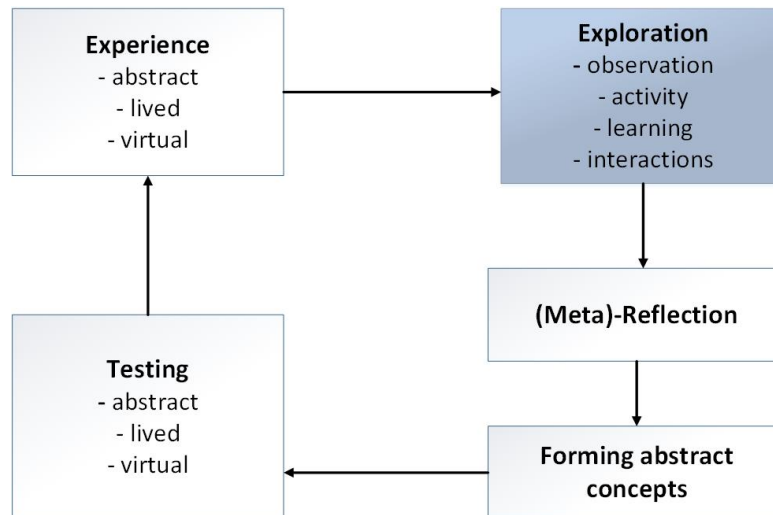 Experience
- abstract
- lived
- virtual
Exploration
- observation
- activity
- learning
- interactions
(Meta)-Reflection
Testing
- abstract
- lived
- virtual
Forming abstract
concepts